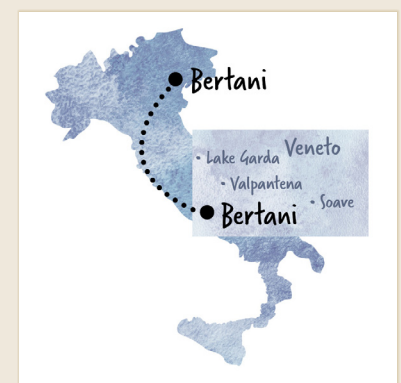 Bertani
Veneto
• Lake Garda
• Valpantena
• Soave
Bertani